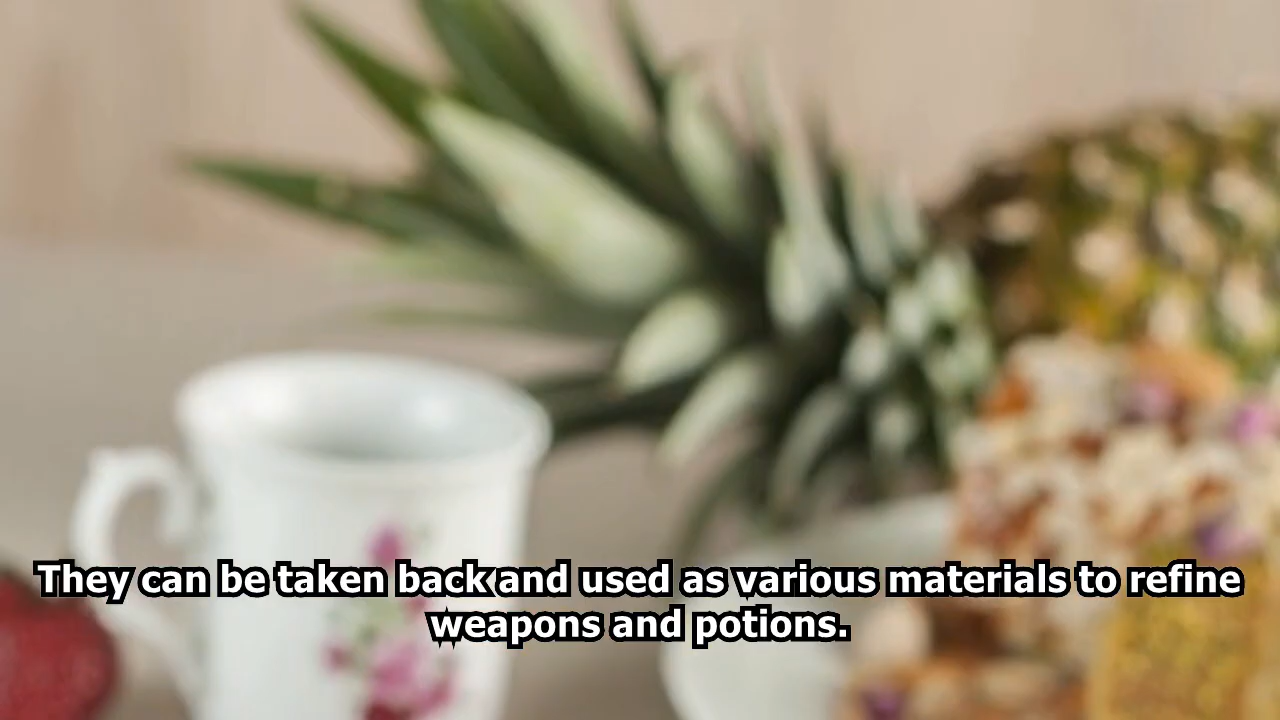 They can be taken back and used as various materials to refine
weapons and potions.